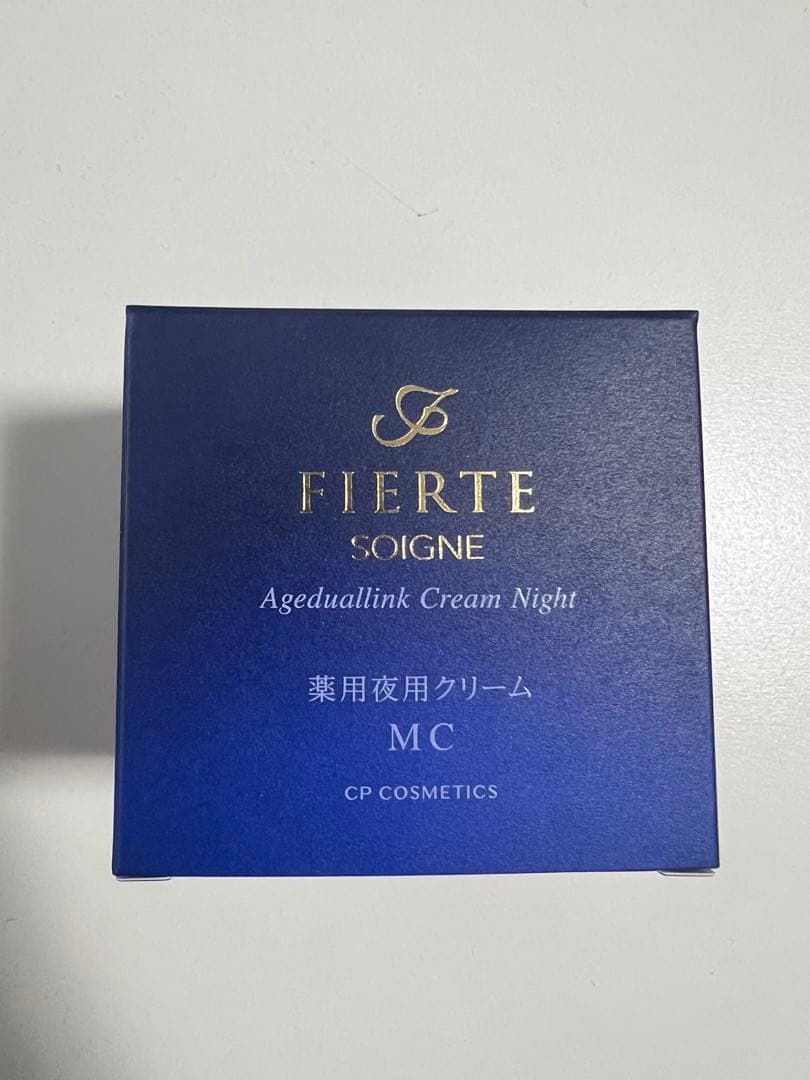 FIERTE
SOIGNE
Ageduallink Cream Night
薬用夜用クリーム
MC
CP COSMETICS